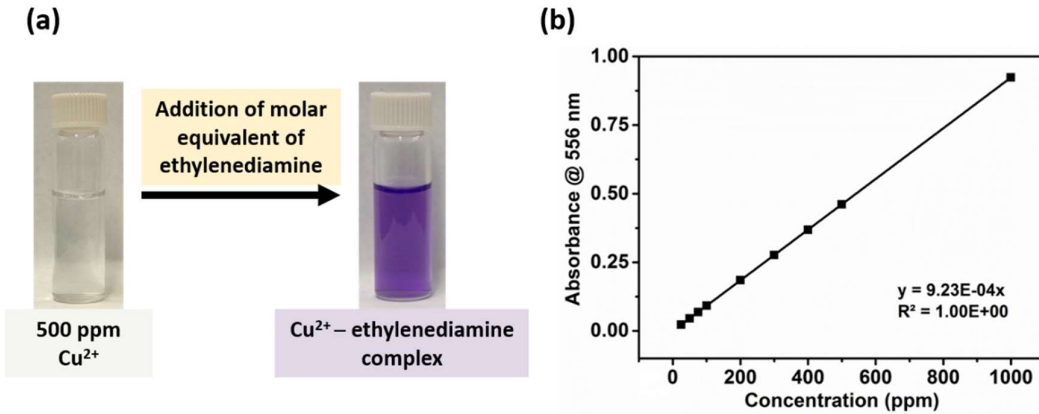 (a)
Addition of molar
equivalent of
ethylenediamine
500 ppm
Cu²⁺
Cu²⁺ – ethylenediamine
complex
(b)
Absorbance @ 556 nm
1.00
0.75
0.50
0.25
0.00
y = 9.23E-04x
R² = 1.00E+00
0 200 400 600 800 1000
Concentration (ppm)